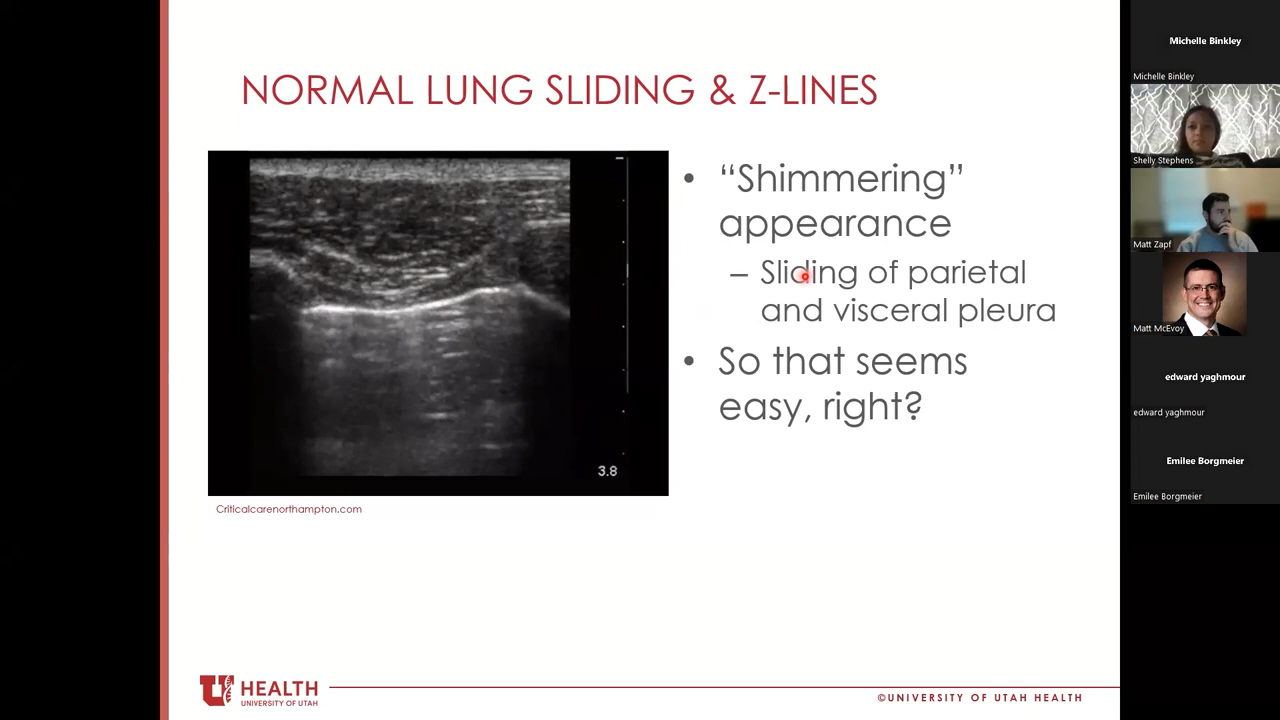 NORMAL LUNG SLIDING & Z-LINES
• “Shimmering”
appearance
– Sliding of parietal
and visceral pleura
• So that seems
easy, right?
3.8
Criticalcarenorthampton.com
HEALTH
UNIVERSITY OF UTAH
©UNIVERSITY OF UTAH HEALTH
Michelle Binkley
Michelle Binkley
Shelly Stephens
Matt Zapf
Matt McEvoy
edward yaghmour
edward yaghmour
Emilee Borgmeier
Emilee Borgmeier